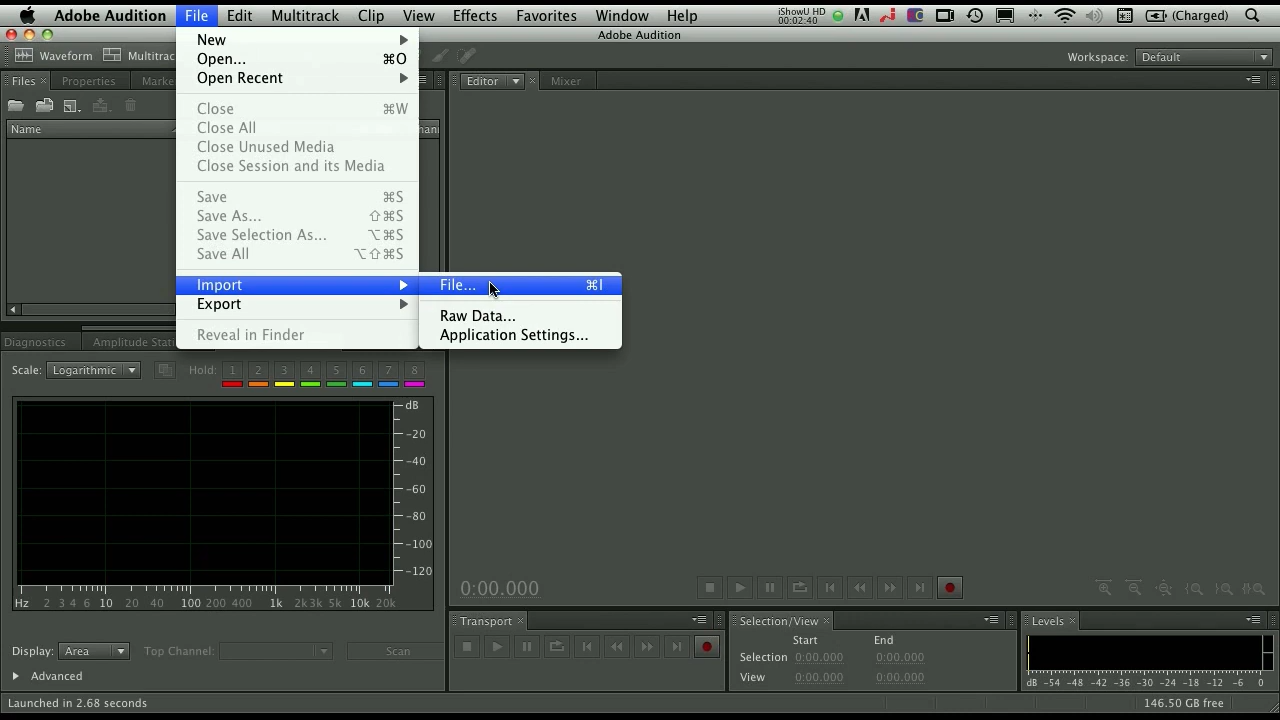 Adobe Audition File Edit Multitrack Clip View Effects Favorites Window Help iShowU HD 00:02:40 (Charged)
Adobe Audition
Waveform Multitrac Workspace: Default
Files × Properties Marke Editor × Mixer
New
Open... ⌘O
Open Recent
Close ⌘W
Close All
Close Unused Media
Close Session and its Media
Save ⌘S
Save As... ⇧⌘S
Save Selection As... ⌥⌘S
Save All ⌥⇧⌘S
Import
Export
Reveal in Finder
File... ⌘I
Raw Data...
Application Settings...
Name han
Diagnostics Amplitude Stati
Scale: Logarithmic Hold: 1 2 3 4 5 6 7 8
dB
-20
-40
-60
-80
-100
-120
Hz 2 3 4 6 10 20 40 100 200 400 1k 2k 3k 5k 10k 20k
Display: Area Top Channel: Scan
Advanced
0:00.000
Transport × Selection/View × Levels ×
Start End
Selection 0:00.000 0:00.000
View 0:00.000 0:00.000
dB -54 -48 -42 -36 -30 -24 -18 -12 -6 0
Launched in 2.68 seconds 146.50 GB free